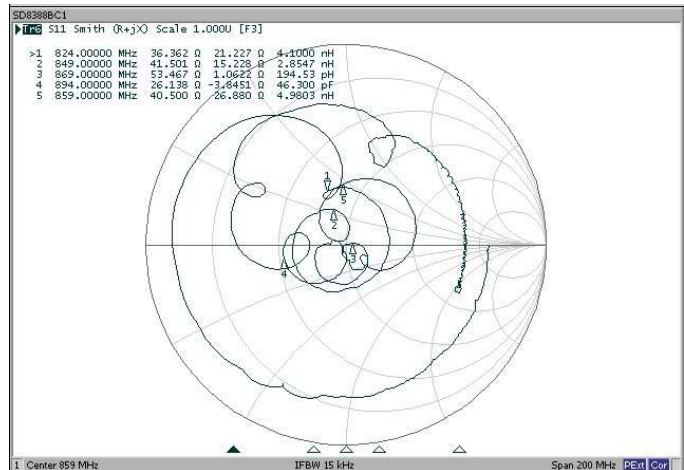 SD8388BC1
Tr6 S11 Smith (R+jX) Scale 1.000U [F3]
>1 824.00000 MHz 36.362 Ω 21.227 Ω 4.1000 nH
2 849.00000 MHz 41.501 Ω 15.228 Ω 2.8547 nH
3 869.00000 MHz 53.467 Ω 1.0622 Ω 194.53 pH
4 894.00000 MHz 26.138 Ω -3.8451 Ω 46.300 pF
5 859.00000 MHz 40.500 Ω 26.880 Ω 4.9803 nH
1
5
2
3
4
1 Center 859 MHz IFBW 15 kHz Span 200 MHz PExt Cor